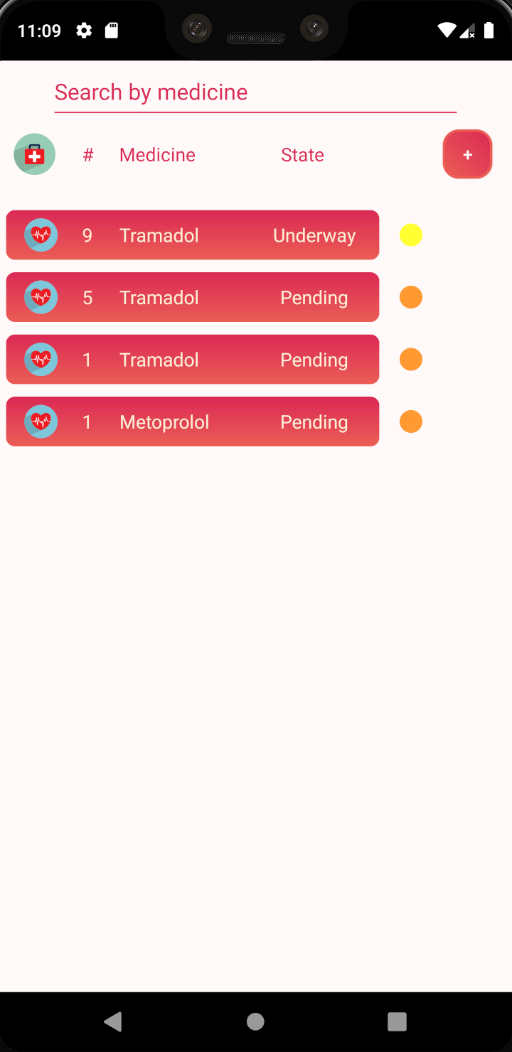 11:09
Search by medicine
# Medicine State +
9 Tramadol Underway
5 Tramadol Pending
1 Tramadol Pending
1 Metoprolol Pending